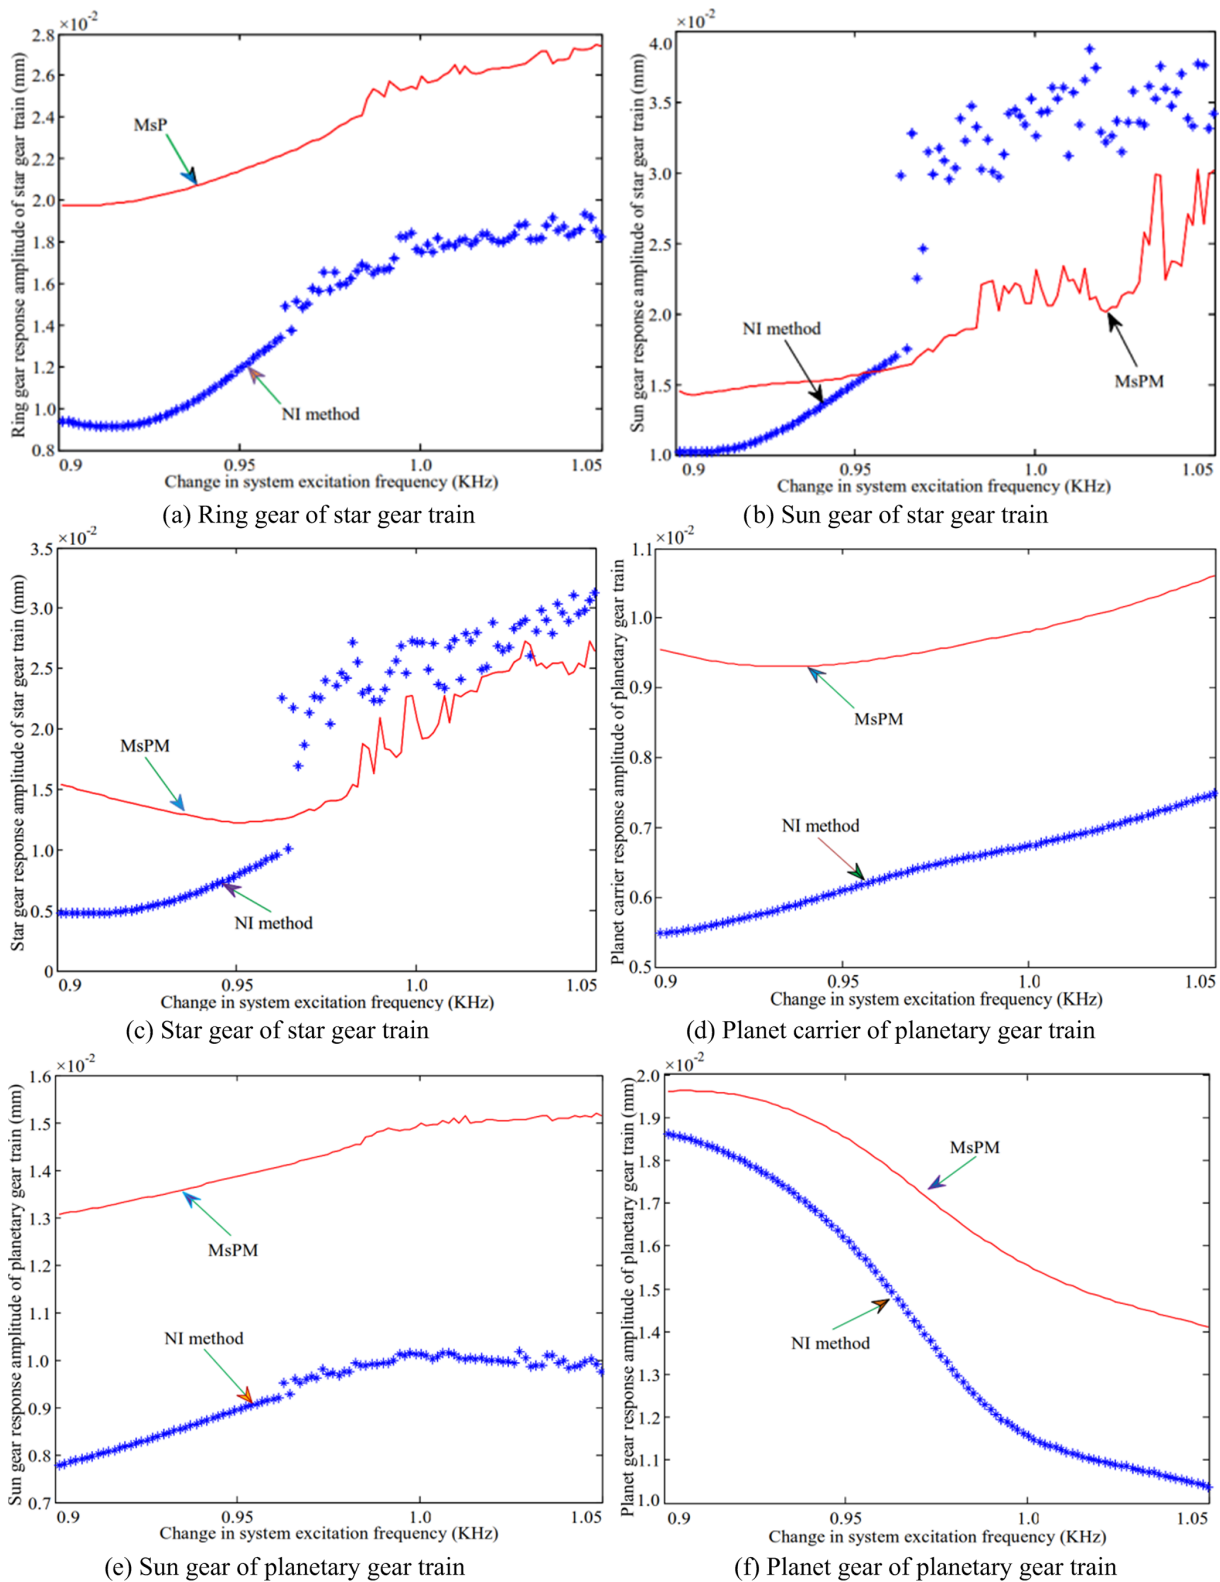 ×10-2
2.8
2.6
2.4
2.2
2.0
1.8
1.6
1.4
1.2
1.0
0.8
Ring gear response amplitude of star gear train (mm)
MsP
NI method
0.9 0.95 1.0 1.05
Change in system excitation frequency (KHz)
(a) Ring gear of star gear train
×10-2
4.0
3.5
3.0
2.5
2.0
1.5
1.0
Sun gear response amplitude of star gear train (mm)
NI method
MsPM
0.9 0.95 1.0 1.05
Change in system excitation frequency (KHz)
(b) Sun gear of star gear train
×10-2
3.5
3.0
2.5
2.0
1.5
1.0
0.5
0
Star gear response amplitude of star gear train (mm)
MsPM
NI method
0.9 0.95 1.0 1.05
Change in system excitation frequency (KHz)
(c) Star gear of star gear train
×10-2
1.1
1.0
0.9
0.8
0.7
0.6
0.5
Planet carrier response amplitude of planetary gear train
MsPM
NI method
0.9 0.95 1.0 1.05
Change in system excitation frequency (KHz)
(d) Planet carrier of planetary gear train
×10-2
1.6
1.5
1.4
1.3
1.2
1.1
1.0
0.9
0.8
0.7
Sun gear response amplitude of planetary gear train (mm)
MsPM
NI method
0.9 0.95 1.0 1.05
Change in system excitation frequency (KHz)
(e) Sun gear of planetary gear train
×10-2
2.0
1.9
1.8
1.7
1.6
1.5
1.4
1.3
1.2
1.1
1.0
Planet gear response amplitude of planetary gear train (mm)
MsPM
NI method
0.9 0.95 1.0 1.05
Change in system excitation frequency (KHz)
(f) Planet gear of planetary gear train